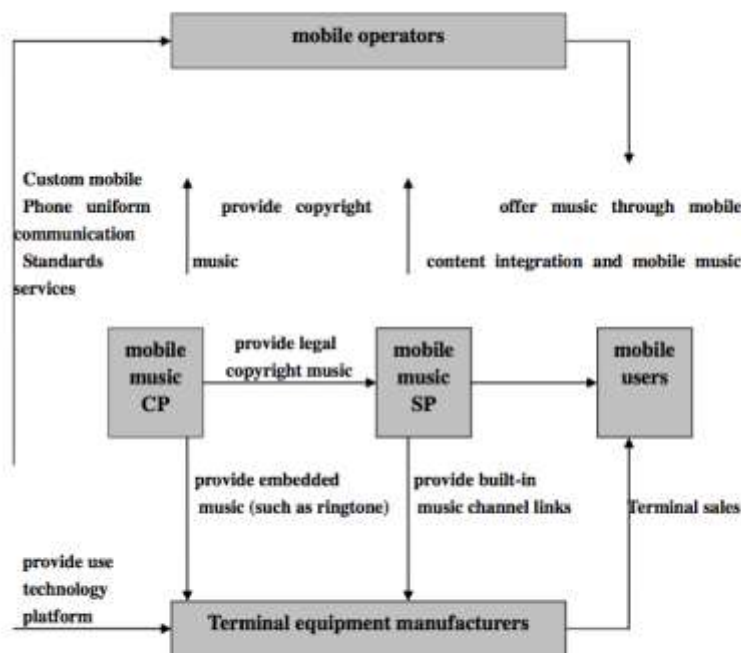 mobile operators
Custom mobile
Phone uniform provide copyright offer music through mobile
communication
Standards music content integration and mobile music
services
mobile
music
CP
provide legal
copyright music
mobile
music
SP
mobile
users
provide embedded
music (such as ringtone)
provide built-in
music channel links
Terminal sales
provide use
technology
platform
Terminal equipment manufacturers